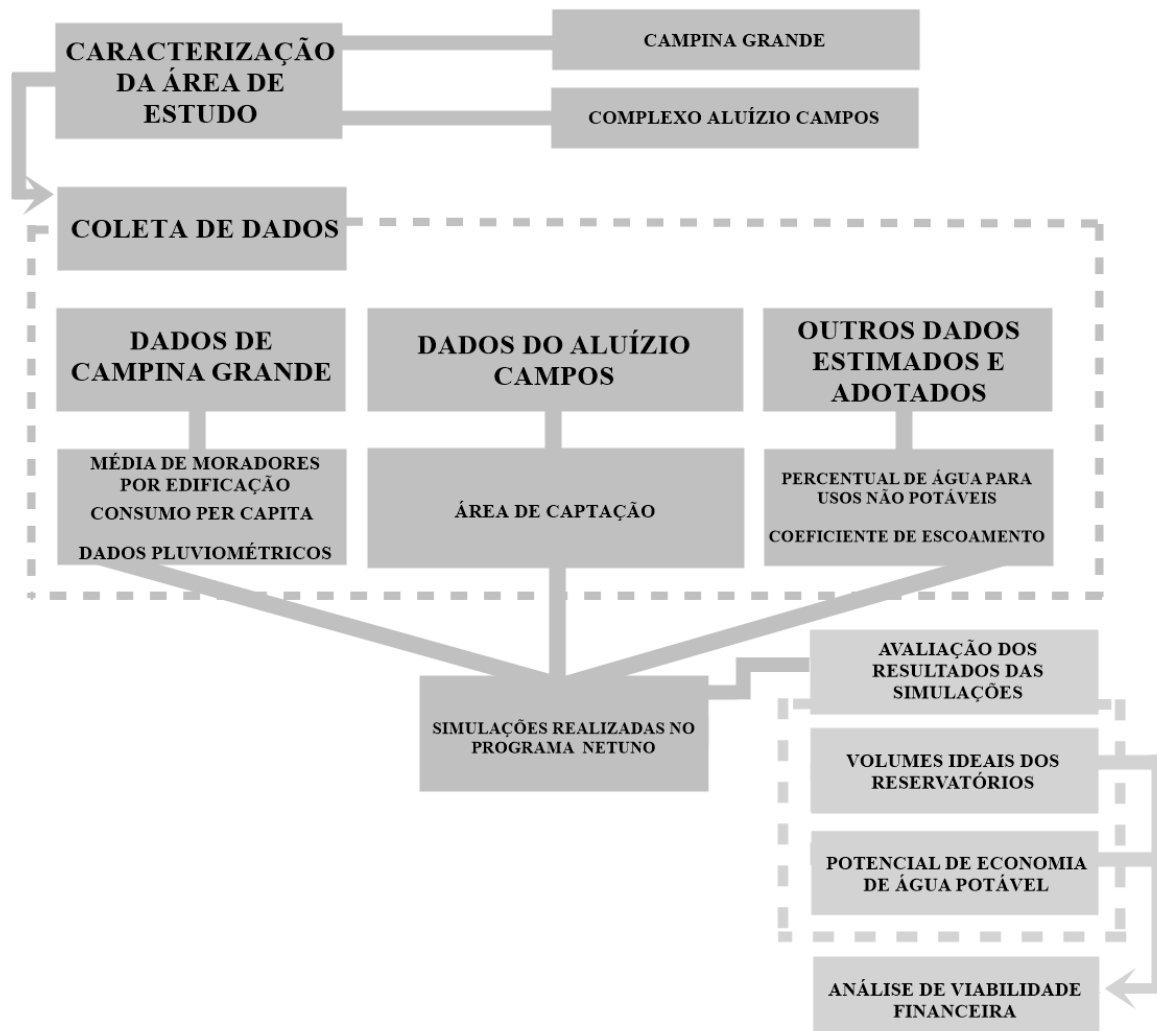 CARACTERIZAÇÃO
DA ÁREA DE
ESTUDO
CAMPINA GRANDE
COMPLEXO ALUÍZIO CAMPOS
COLETA DE DADOS
DADOS DE
CAMPINA GRANDE
DADOS DO ALUÍZIO
CAMPOS
OUTROS DADOS
ESTIMADOS E
ADOTADOS
MÉDIA DE MORADORES
POR EDIFICAÇÃO
CONSUMO PER CAPITA
DADOS PLUVIOMÉTRICOS
ÁREA DE CAPTAÇÃO
PERCENTUAL DE ÁGUA PARA
USOS NÃO POTÁVEIS
COEFICIENTE DE ESCOAMENTO
SIMULAÇÕES REALIZADAS NO
PROGRAMA NETUNO
AVALIAÇÃO DOS
RESULTADOS DAS
SIMULAÇÕES
VOLUMES IDEAIS DOS
RESERVATÓRIOS
POTENCIAL DE ECONOMIA
DE ÁGUA POTÁVEL
ANÁLISE DE VIABILIDADE
FINANCEIRA